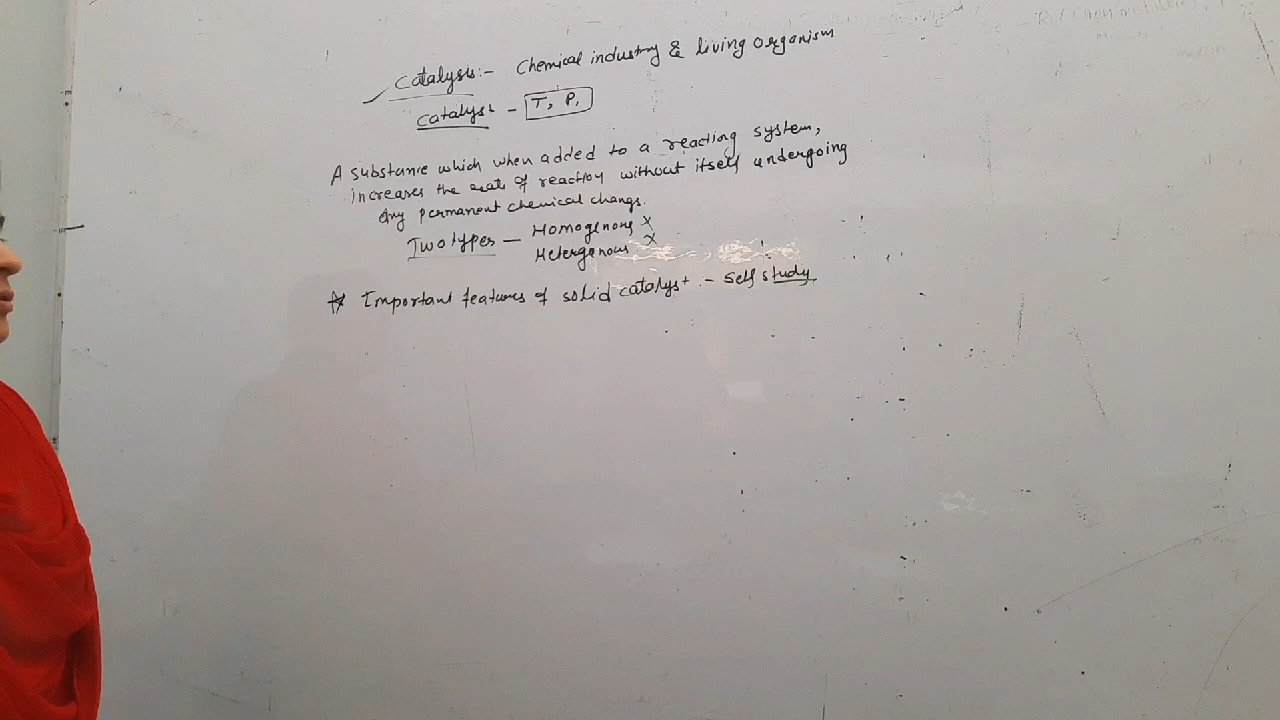 Catalysis:- Chemical industry & living organism
Catalyst - T, P,
A substance which when added to a reacting system,
increases the rate of reaction without itself undergoing
any permanent chemical change.
Two types - Homogenous x
Hetergenous x
* Important features of solid catalyst :- self study